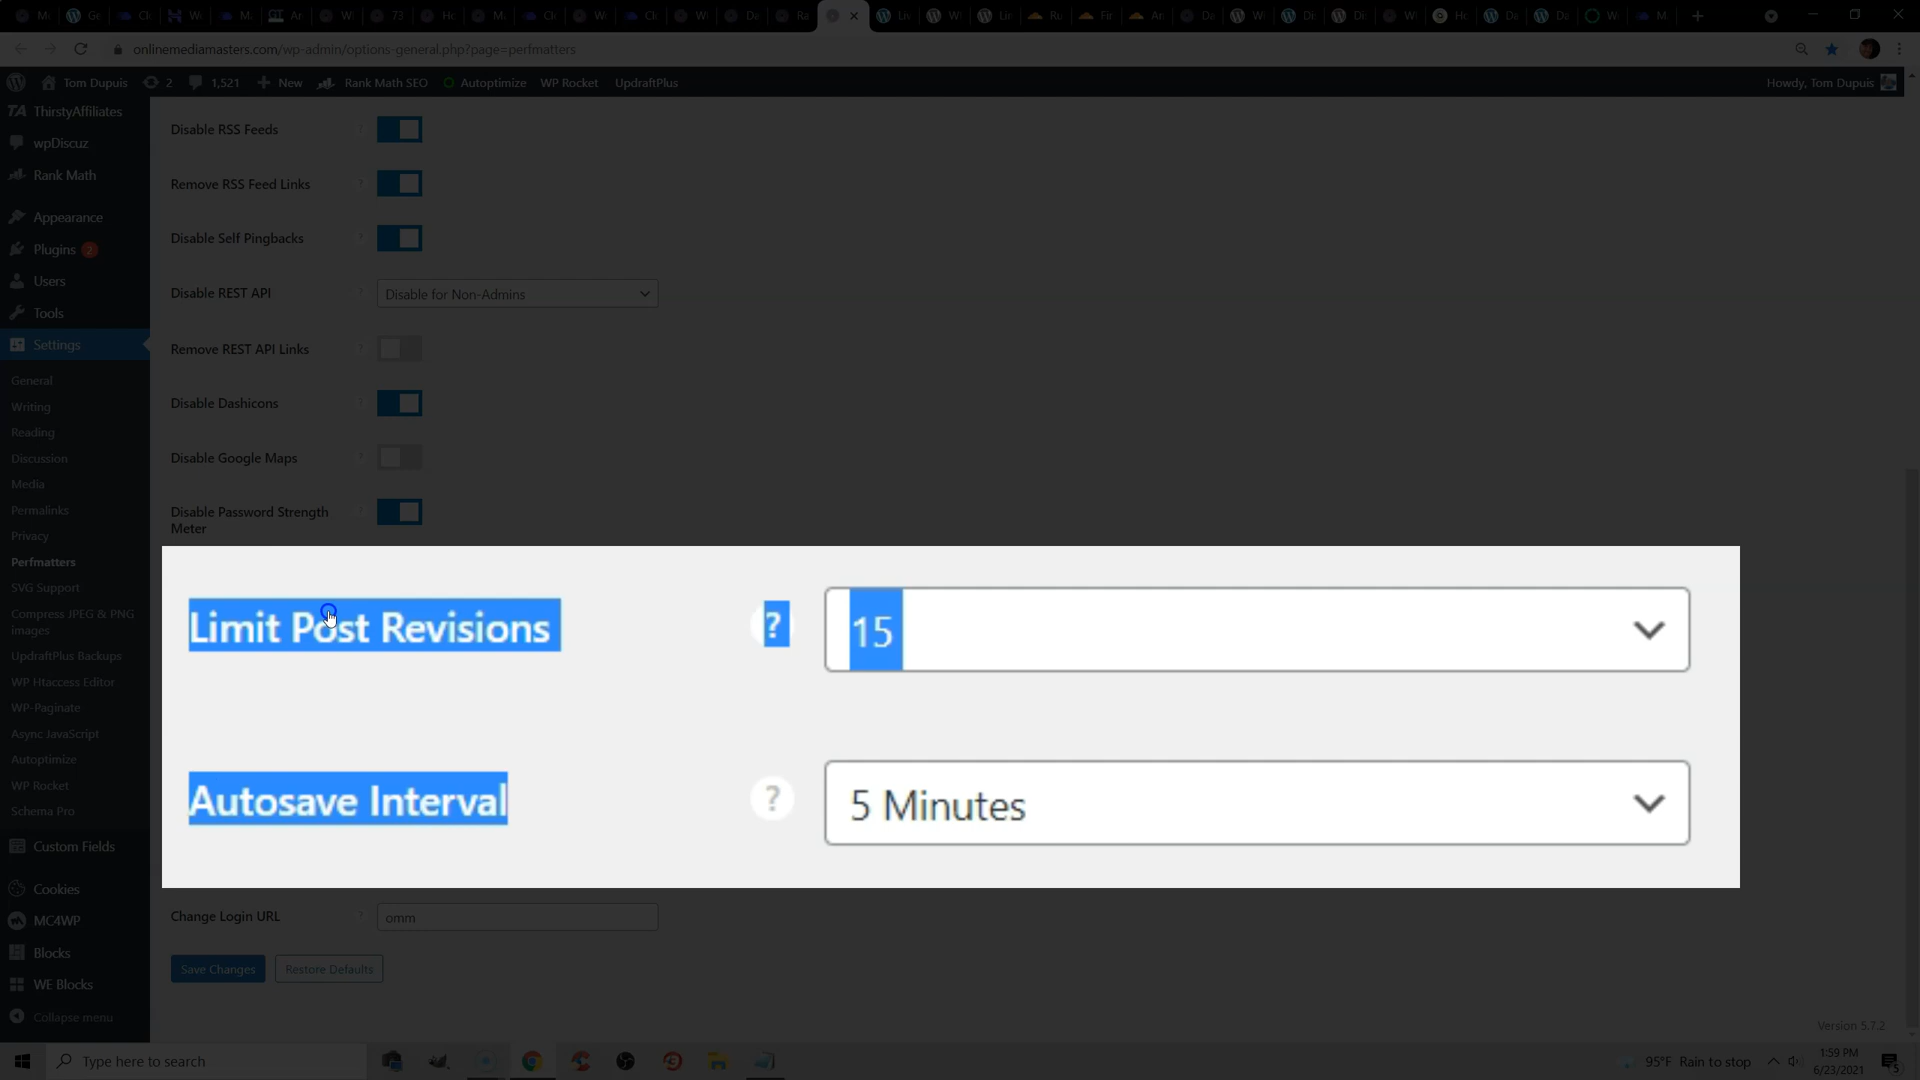 73
onlinemediamasters.com/wp-admin/options-general.php?page=perfmatters
Tom Dupuis 2 1,521 New Rank Math SEO Autoptimize WP Rocket UpdraftPlus Howdy, Tom Dupuis
ThirstyAffiliates
wpDiscuz
Rank Math
Appearance
Plugins 2
Users
Tools
Settings
General
Writing
Reading
Discussion
Media
Permalinks
Privacy
Perfmatters
SVG Support
Compress JPEG & PNG
images
UpdraftPlus Backups
WP Htaccess Editor
WP-Paginate
Async JavaScript
Autoptimize
WP Rocket
Schema Pro
Custom Fields
Cookies
MC4WP
Blocks
WE Blocks
Collapse menu
Disable RSS Feeds ?
Remove RSS Feed Links ?
Disable Self Pingbacks ?
Disable REST API ? Disable for Non-Admins
Remove REST API Links ?
Disable Dashicons ?
Disable Google Maps ?
Disable Password Strength ?
Meter
Limit Post Revisions ? 15
Autosave Interval ? 5 Minutes
Change Login URL ? omm
Save Changes Restore Defaults
Version 5.7.2
Type here to search
95°F Rain to stop
1:59 PM
6/23/2021
5